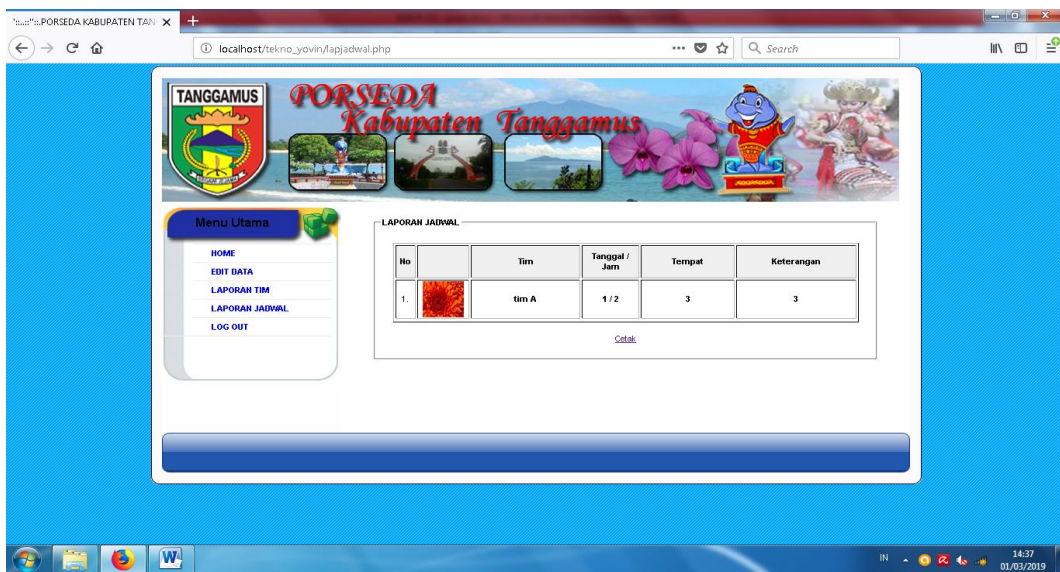 "::..::"::.PORSEDA KABUPATEN TAN
localhost/tekno_yovin/lapjadwal.php
Search
TANGGAMUS
PORSEDA
Kabupaten Tanggamus
Menu Utama
HOME
EDIT DATA
LAPORAN TIM
LAPORAN JADWAL
LOG OUT
LAPORAN JADWAL
No Tim Tanggal / Jam Tempat Keterangan
1. tim A 1 / 2 3 3
Cetak
IN
14:37
01/03/2019